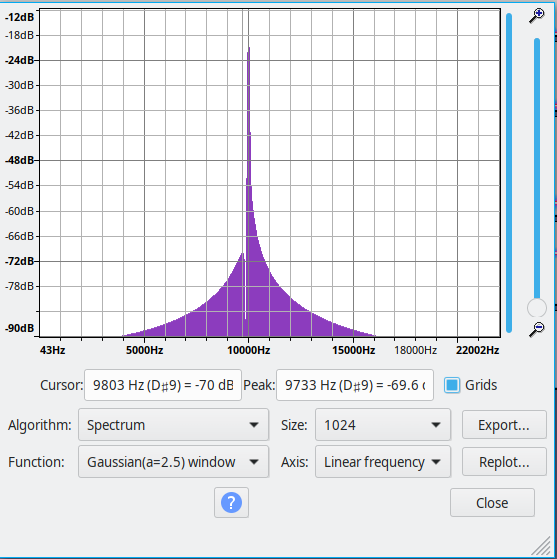 -12dB
-18dB
-24dB
-30dB
-36dB
-42dB
-48dB
-54dB
-60dB
-66dB
-72dB
-78dB
-90dB
43Hz 5000Hz 10000Hz 15000Hz 18000Hz 22002Hz
Cursor: 9803 Hz (D♯9) = -70 dB Peak: 9733 Hz (D♯9) = -69.6 Grids
Algorithm: Spectrum Size: 1024 Export...
Function: Gaussian(a=2.5) window Axis: Linear frequency Replot...
? Close